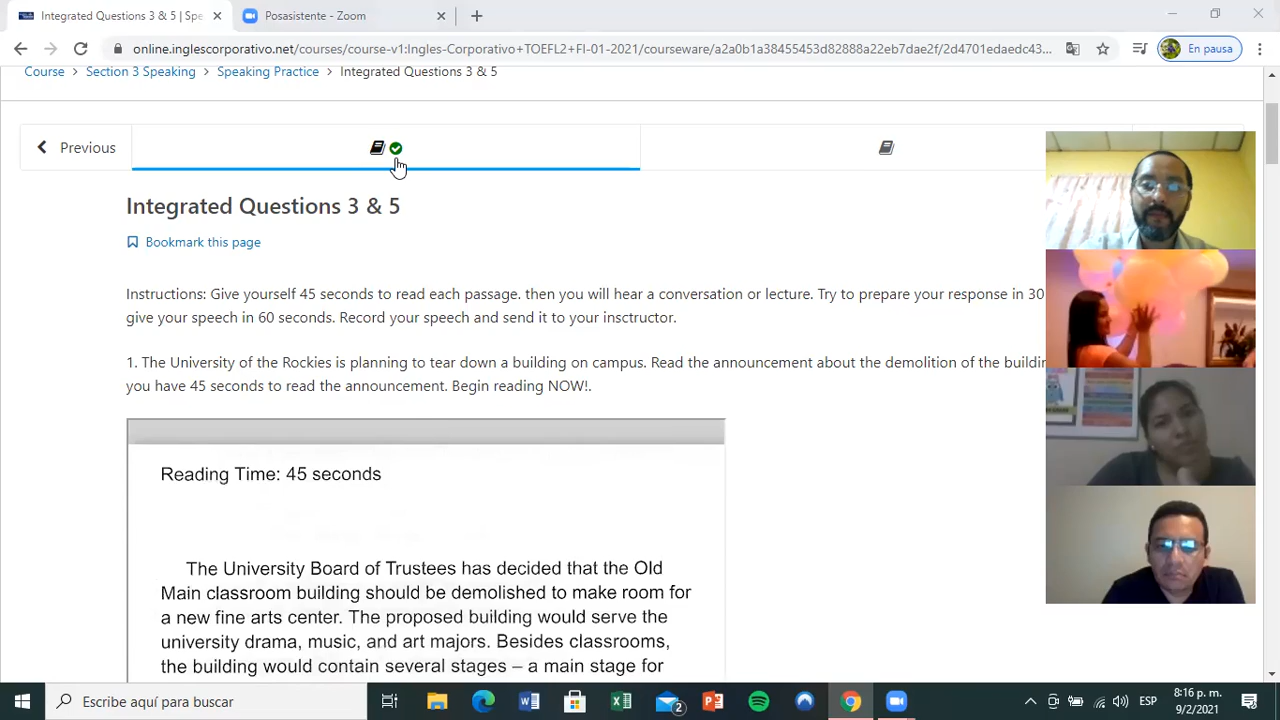 Integrated Questions 3 & 5 | Spe
Posasistente - Zoom
online.inglescorporativo.net/courses/course-v1:Ingles-Corporativo+TOEFL2+FI-01-2021/courseware/a2a0b1a38455453d82888a22eb7dae2f/2d4701edaedc43...
En pausa
Course > Section 3 Speaking > Speaking Practice > Integrated Questions 3 & 5
Previous
Integrated Questions 3 & 5
Bookmark this page
Instructions: Give yourself 45 seconds to read each passage. then you will hear a conversation or lecture. Try to prepare your response in 30
give your speech in 60 seconds. Record your speech and send it to your insctructor.
1. The University of the Rockies is planning to tear down a building on campus. Read the announcement about the demolition of the buildin
you have 45 seconds to read the announcement. Begin reading NOW!.
Reading Time: 45 seconds
The University Board of Trustees has decided that the Old
Main classroom building should be demolished to make room for
a new fine arts center. The proposed building would serve the
university drama, music, and art majors. Besides classrooms,
the building would contain several stages – a main stage for
Escribe aquí para buscar
2
ESP
8:16 p. m.
9/2/2021